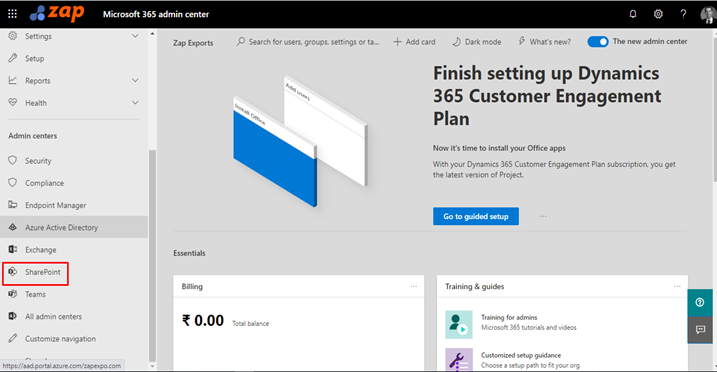 zap
Microsoft 365 admin center
?
Settings
Setup
Reports
Health
Admin centers
Security
Compliance
Endpoint Manager
Azure Active Directory
Exchange
SharePoint
Teams
All admin centers
Customize navigation
https://aad.portal.azure.com/zapexpo.com
Zap Exports
Search for users, groups, settings or ta...
Add card
Dark mode
What's new?
The new admin center
Install Office
Add users
Finish setting up Dynamics
365 Customer Engagement
Plan
Now it's time to install your Office apps
With your Dynamics 365 Customer Engagement Plan subscription, you get
the latest version of Project.
Go to guided setup
Essentials
Billing
₹ 0.00 Total balance
Training & guides
Training for admins
Microsoft 365 tutorials and videos
Customized setup guidance
Choose a setup path to fit your org